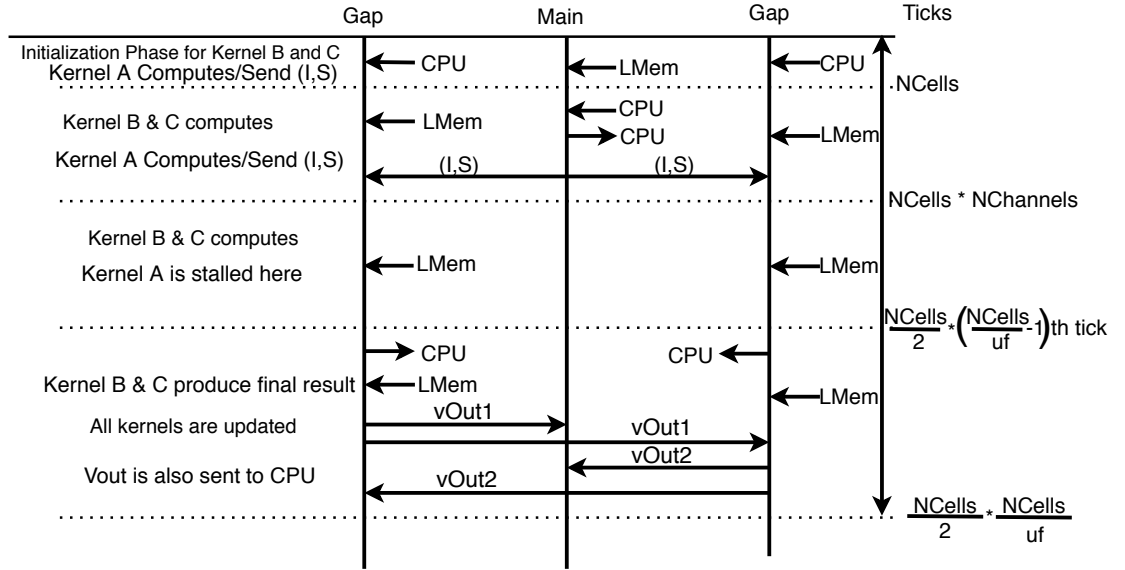 Gap Main Gap Ticks
Initialization Phase for Kernel B and C
Kernel A Computes/Send (I,S)
CPU LMem CPU
NCells
CPU
Kernel B & C computes LMem CPU LMem
Kernel A Computes/Send (I,S) (I,S) (I,S)
NCells * NChannels
Kernel B & C computes
Kernel A is stalled here LMem LMem
NCells/2 * (NCells/uf -1)th tick
CPU CPU
Kernel B & C produce final result LMem LMem
vOut1
All kernels are updated vOut1
vOut2
Vout is also sent to CPU vOut2
NCells/2 * NCells/uf